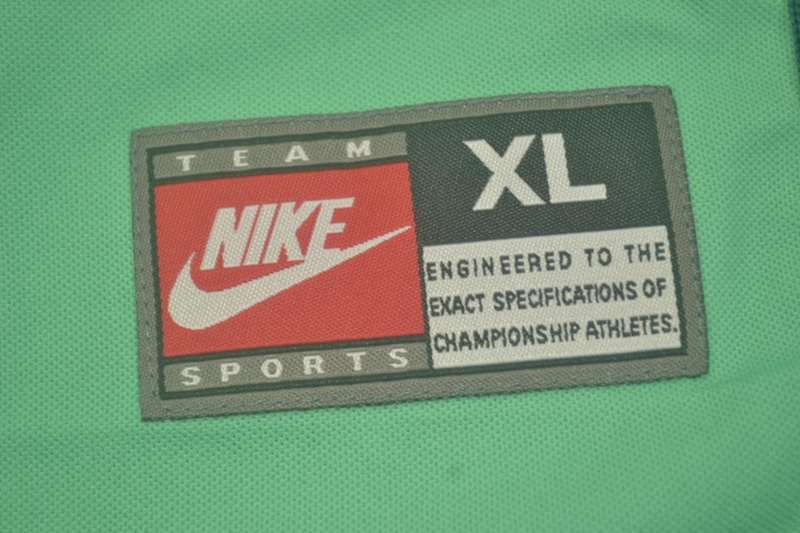 TEAM
NIKE
SPORTS
XL
ENGINEERED TO THE
EXACT SPECIFICATIONS OF
CHAMPIONSHIP ATHLETES.